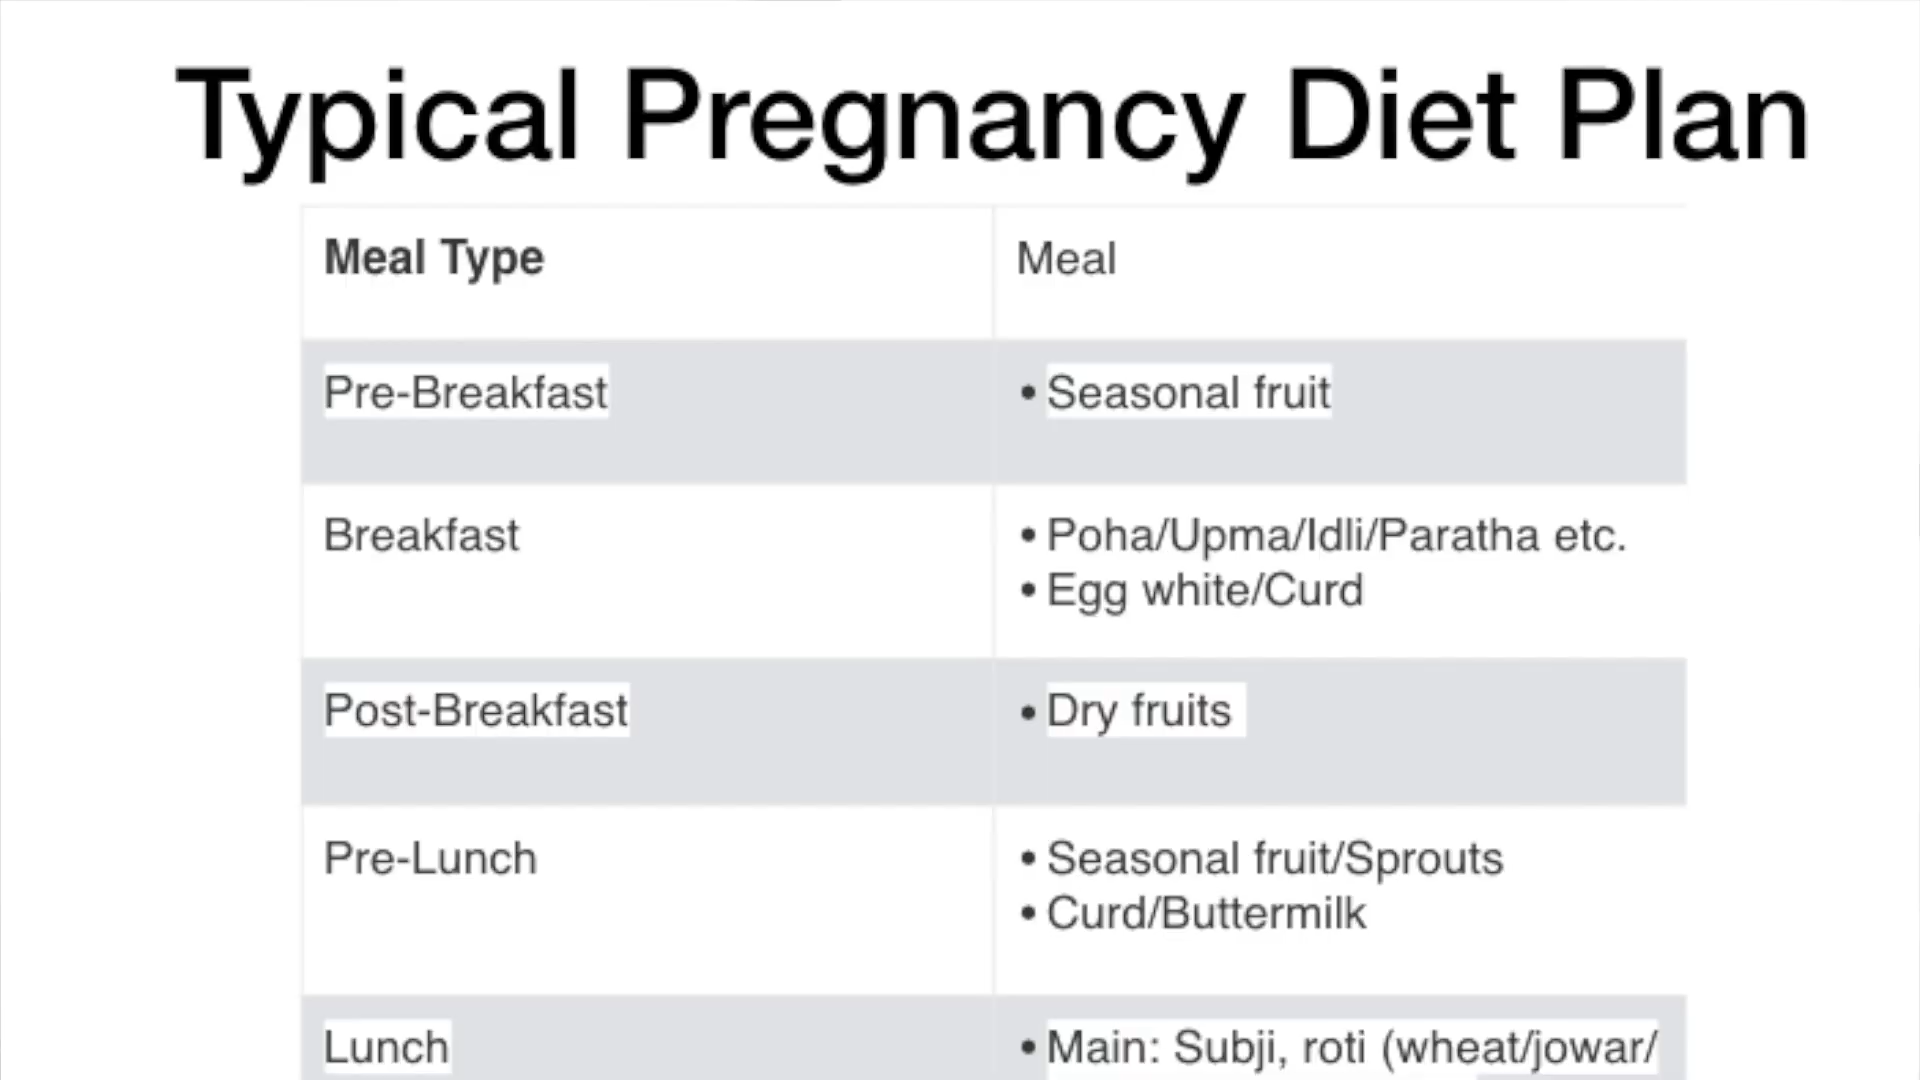 Typical Pregnancy Diet Plan
Meal Type
Meal
Pre-Breakfast
• Seasonal fruit
Breakfast
• Poha/Upma/Idli/Paratha etc.
• Egg white/Curd
Post-Breakfast
• Dry fruits
Pre-Lunch
• Seasonal fruit/Sprouts
• Curd/Buttermilk
Lunch
• Main: Subji, roti (wheat/jowar/